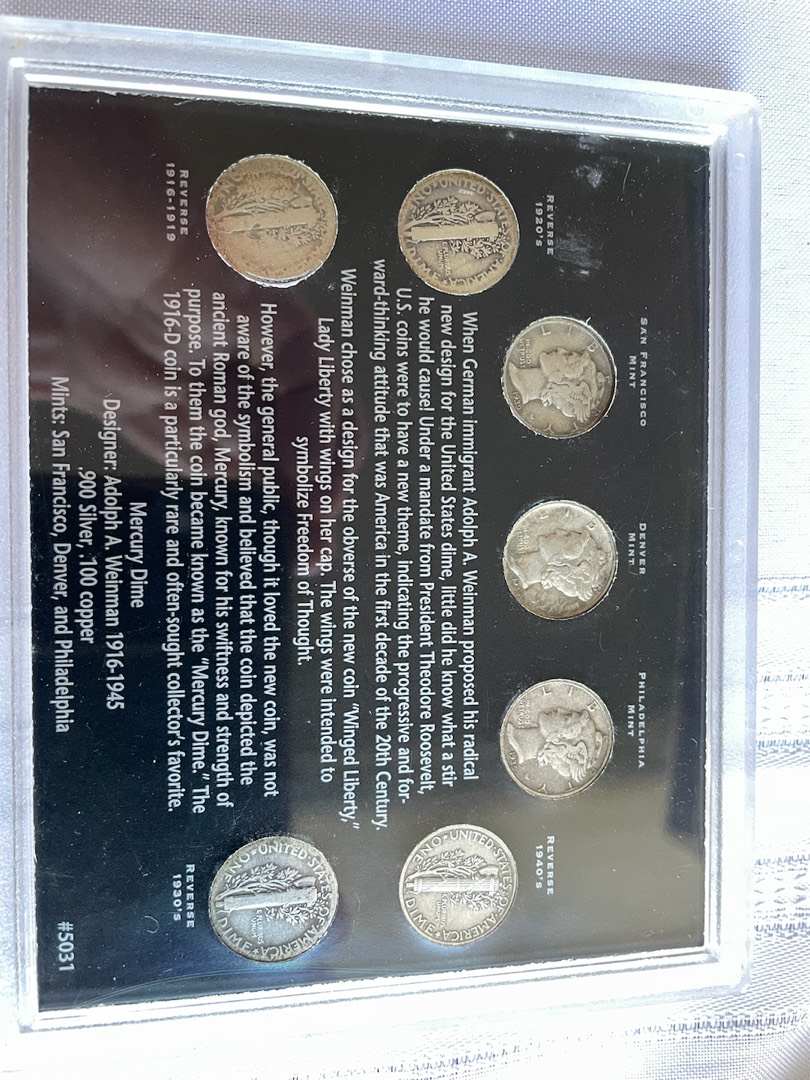 SAN FRANCISCO
MINT
DENVER
MINT
PHILADELPHIA
MINT
REVERSE
1920'S
REVERSE
1940'S
REVERSE
1916-1919
REVERSE
1930'S
LIBERTY
LIBERTY
LIBERTY
UNITED STATES OF AMERICA
ONE DIME
UNITED STATES OF AMERICA
ONE DIME
E PLURIBUS
UNUM
UNITED STATES OF AMERICA
ONE DIME
When German immigrant Adolph A. Weinman proposed his radical
new design for the United States dime, little did he know what a stir
he would cause! Under a mandate from President Theodore Roosevelt,
U.S. coins were to have a new theme, indicating the progressive and for-
ward-thinking attitude that was America in the first decade of the 20th Century.
Weinman chose as a design for the obverse of the new coin "Winged Liberty,"
Lady Liberty with wings on her cap. The wings were intended to
symbolize Freedom of Thought.
However, the general public, though it loved the new coin, was not
aware of the symbolism and believed that the coin depicted the
ancient Roman god, Mercury, known for his swiftness and strength of
purpose. To them the coin became known as the "Mercury Dime." The
1916-D coin is a particularly rare and often-sought collector's favorite.
Mercury Dime
Designer: Adolph A. Weinman 1916-1945
.900 Silver, .100 copper
Mints: San Francisco, Denver, and Philadelphia
#5031